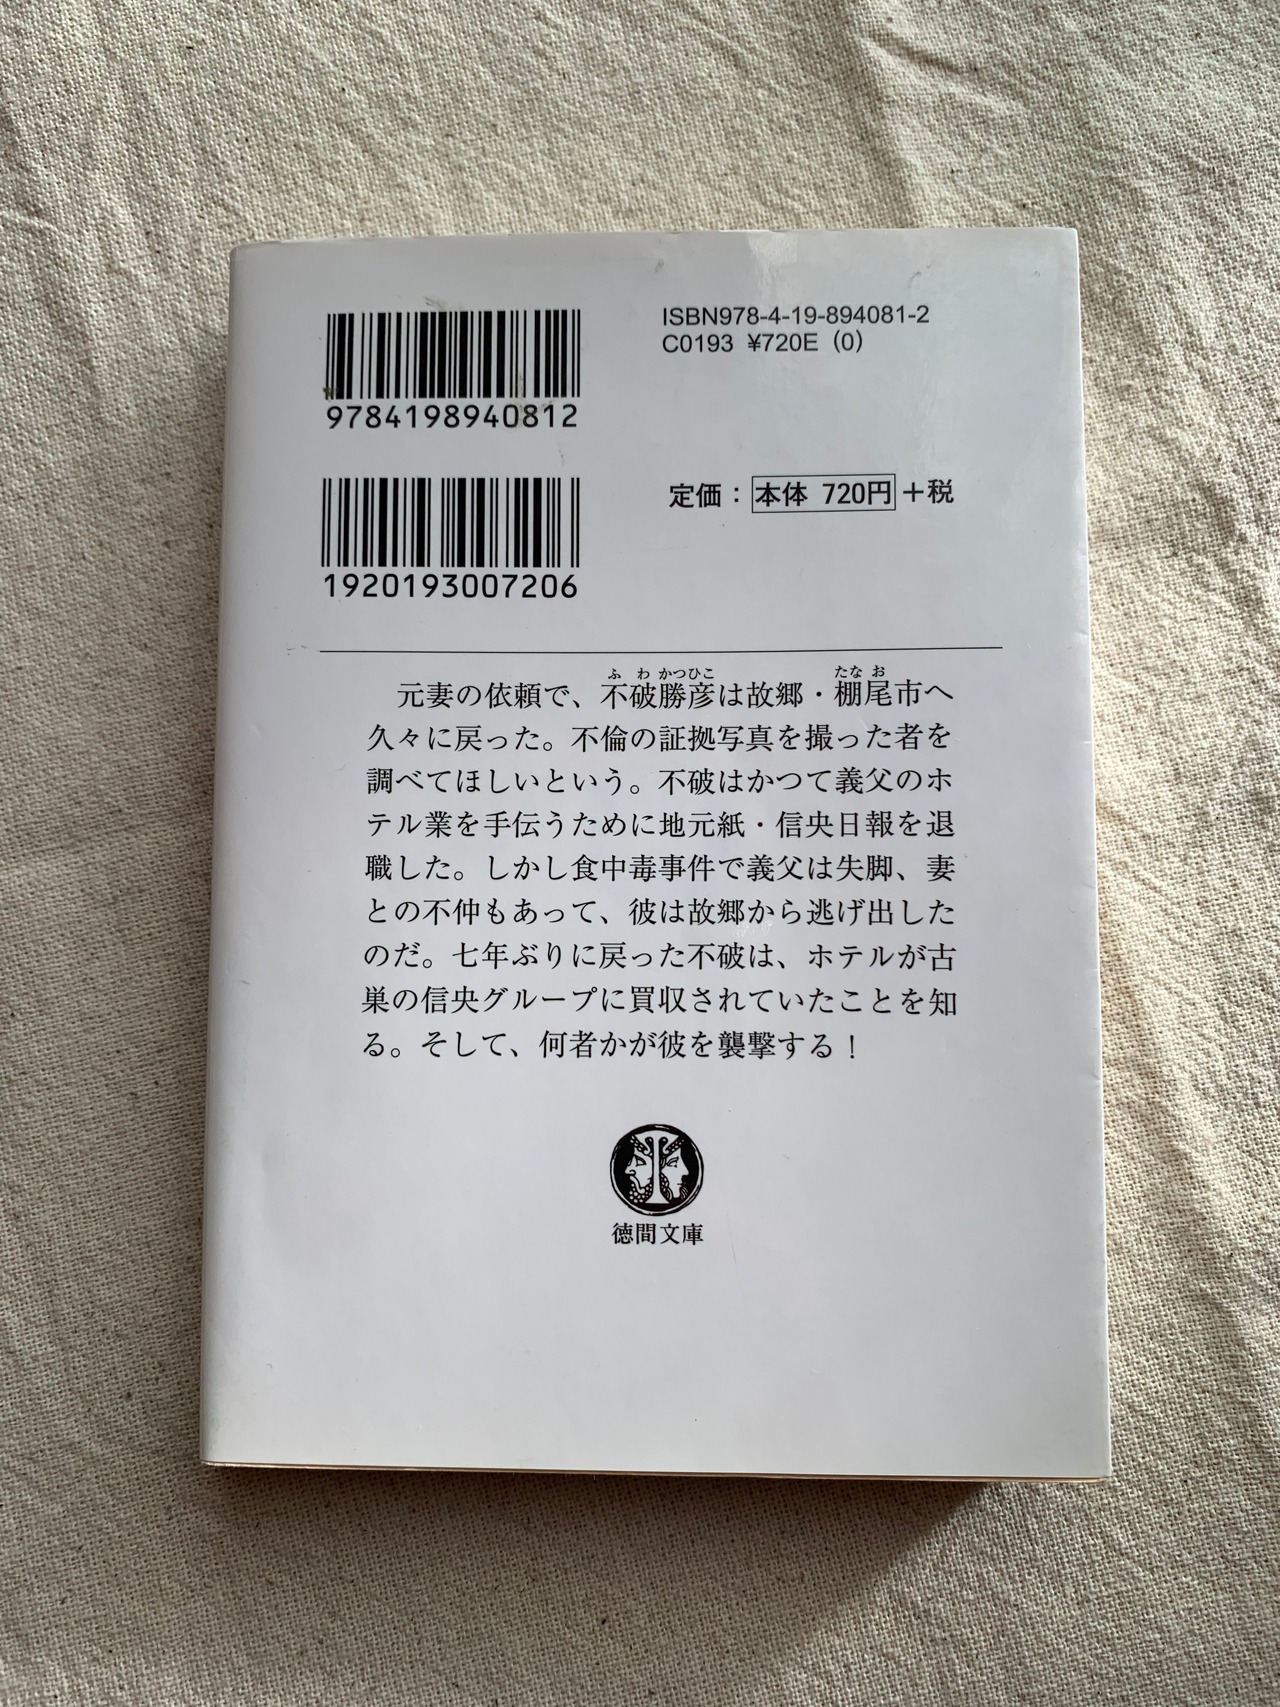 ISBN978-4-19-894081-2
C0193 ¥720E (0)
9784198940812
定価：本体 720円＋税
1920193007206
ふわかつひこ たなお
元妻の依頼で、不破勝彦は故郷・棚尾市へ
久々に戻った。不倫の証拠写真を撮った者を
調べてほしいという。不破はかつて義父のホ
テル業を手伝うために地元紙・信央日報を退
職した。しかし食中毒事件で義父は失脚、妻
との不仲もあって、彼は故郷から逃げ出した
のだ。七年ぶりに戻った不破は、ホテルが古
巣の信央グループに買収されていたことを知
る。そして、何者かが彼を襲撃する！
徳間文庫